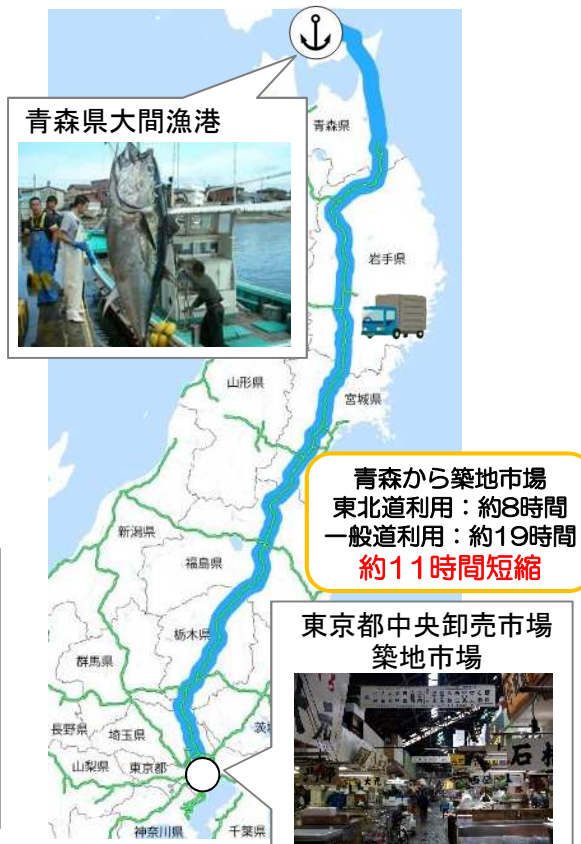 青森県大間漁港
青森県
岩手県
山形県
宮城県
青森から築地市場
東北道利用：約8時間
一般道利用：約19時間
約11時間短縮
新潟県
福島県
栃木県
東京都中央卸売市場
築地市場
群馬県
長野県
埼玉県
茨城
山梨県
東京都
神奈川県
千葉県